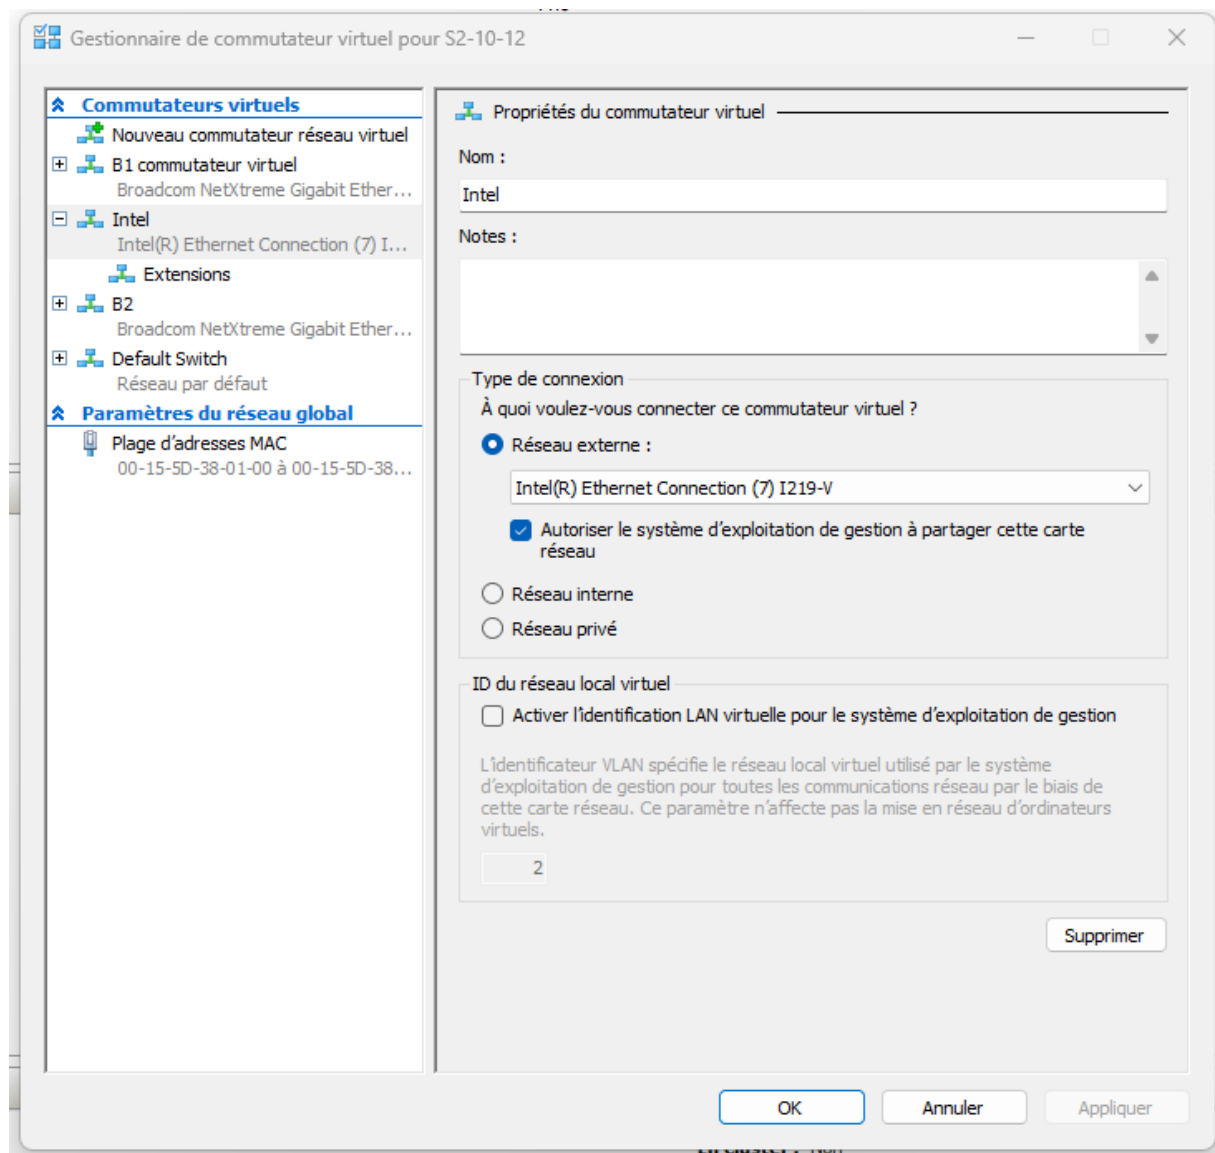 Gestionnaire de commutateur virtuel pour S2-10-12
Commutateurs virtuels
Nouveau commutateur réseau virtuel
B1 commutateur virtuel
Broadcom NetXtreme Gigabit Ether...
Intel
Intel(R) Ethernet Connection (7) I...
Extensions
B2
Broadcom NetXtreme Gigabit Ether...
Default Switch
Réseau par défaut
Paramètres du réseau global
Plage d'adresses MAC
00-15-5D-38-01-00 à 00-15-5D-38...
Propriétés du commutateur virtuel
Nom :
Intel
Notes :
Type de connexion
À quoi voulez-vous connecter ce commutateur virtuel ?
Réseau externe :
Intel(R) Ethernet Connection (7) I219-V
Autoriser le système d'exploitation de gestion à partager cette carte
réseau
Réseau interne
Réseau privé
ID du réseau local virtuel
Activer l'identification LAN virtuelle pour le système d'exploitation de gestion
L'identificateur VLAN spécifie le réseau local virtuel utilisé par le système
d'exploitation de gestion pour toutes les communications réseau par le biais de
cette carte réseau. Ce paramètre n'affecte pas la mise en réseau d'ordinateurs
virtuels.
2
Supprimer
OK
Annuler
Appliquer